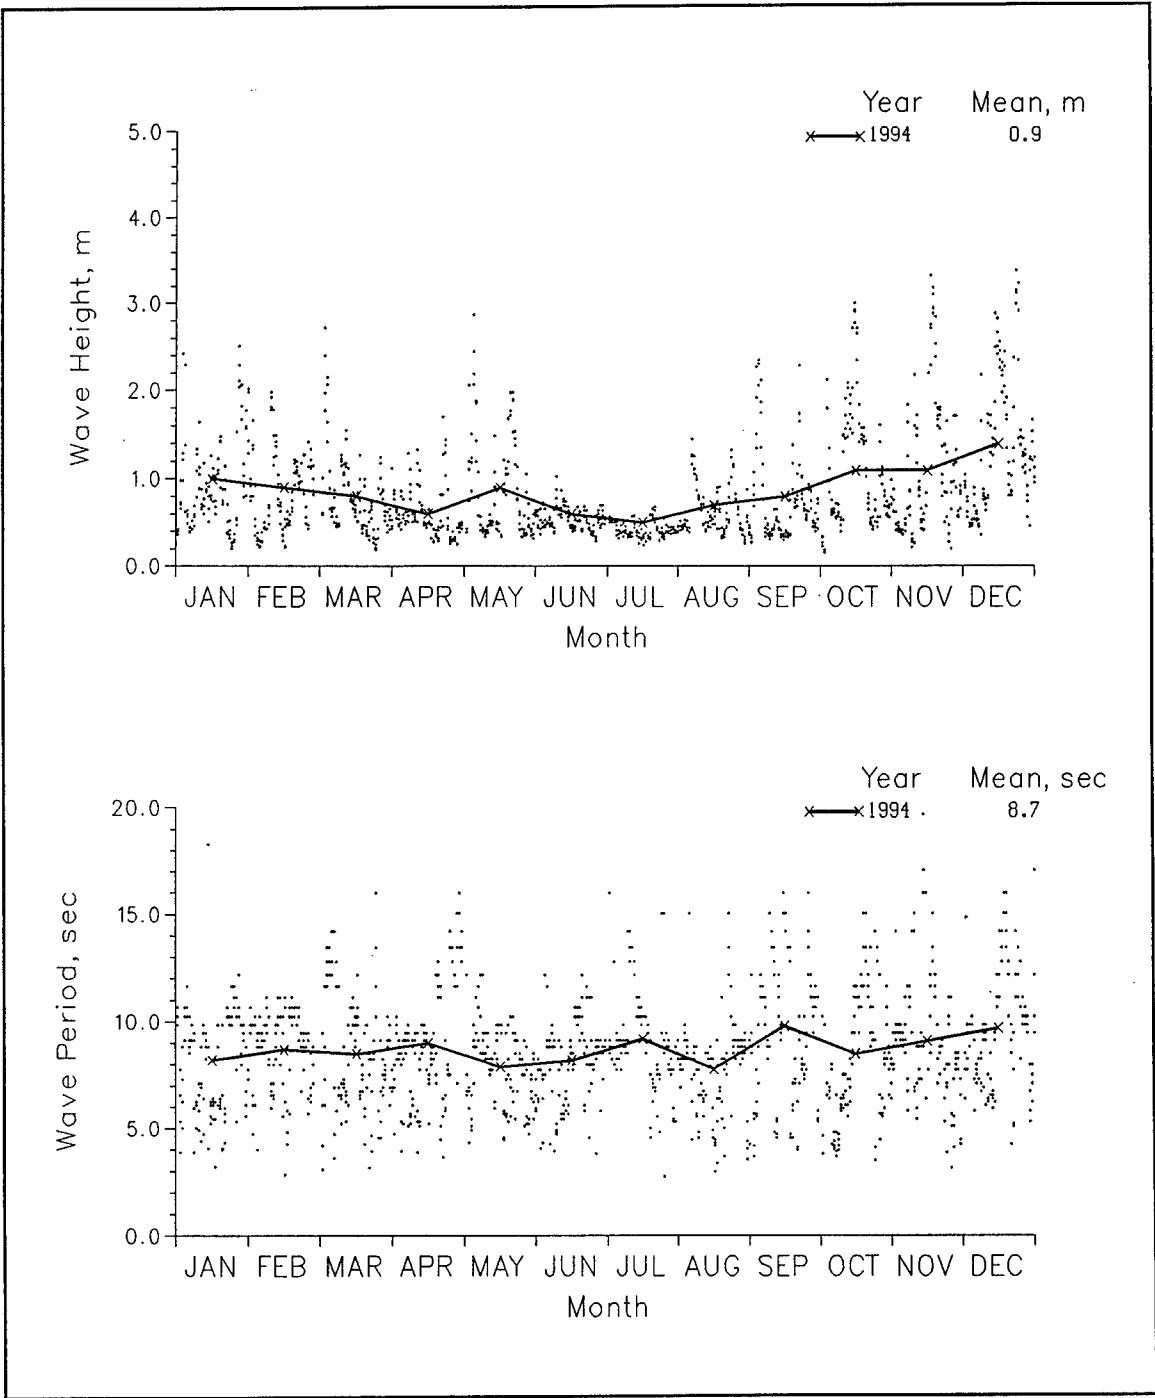 Year Mean, m
1994 0.9
5.0
4.0
3.0
2.0
1.0
0.0
Wave Height, m
JAN FEB MAR APR MAY JUN JUL AUG SEP OCT NOV DEC
Month
Year Mean, sec
1994 8.7
20.0
15.0
10.0
5.0
0.0
Wave Period, sec
JAN FEB MAR APR MAY JUN JUL AUG SEP OCT NOV DEC
Month